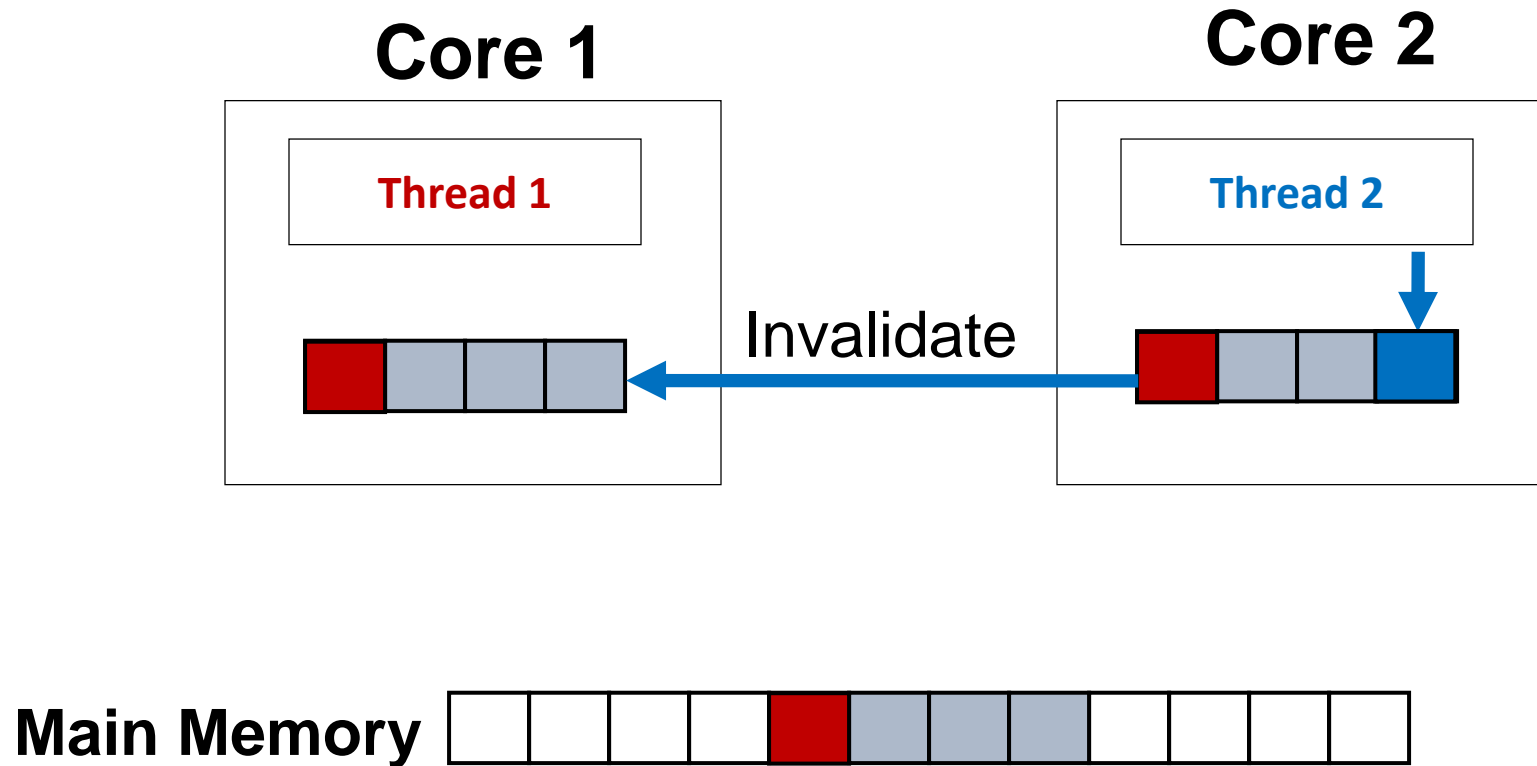 Core 1
Core 2
Thread 1
Thread 2
Invalidate
Main Memory